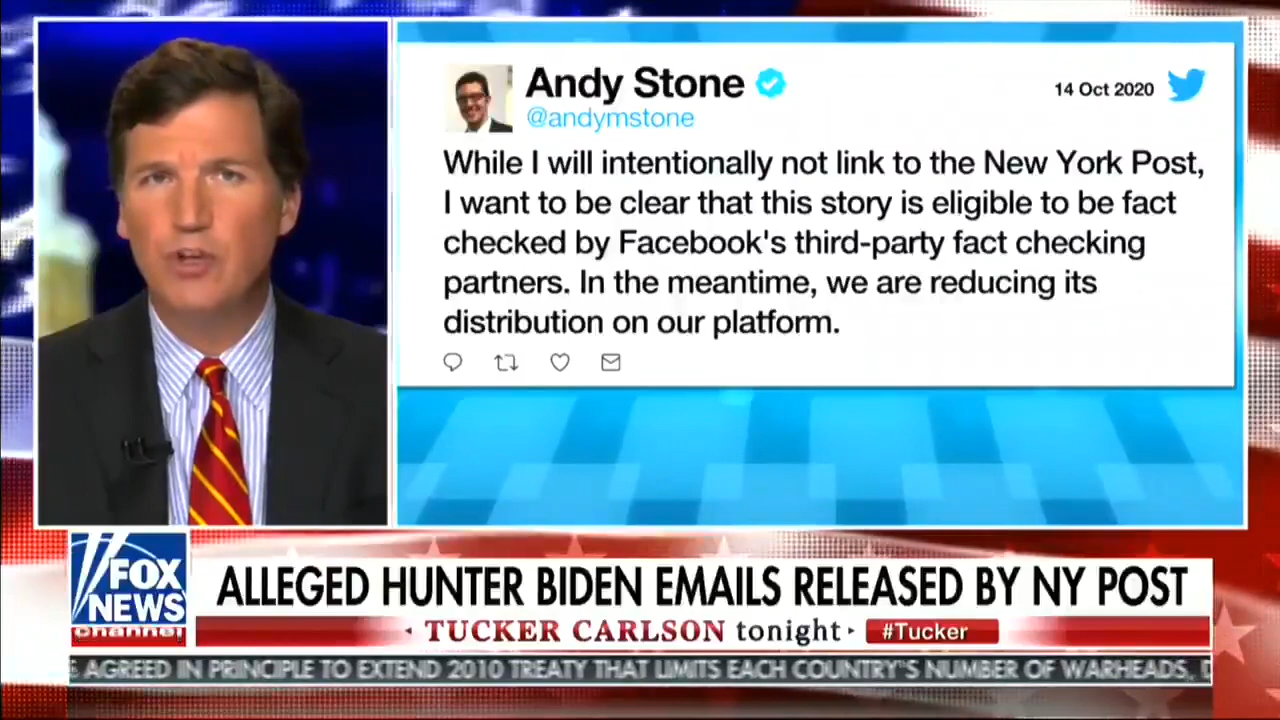 Andy Stone
@andymstone
14 Oct 2020
While I will intentionally not link to the New York Post,
I want to be clear that this story is eligible to be fact
checked by Facebook's third-party fact checking
partners. In the meantime, we are reducing its
distribution on our platform.
FOX
NEWS
channel
ALLEGED HUNTER BIDEN EMAILS RELEASED BY NY POST
TUCKER CARLSON tonight
#Tucker
AGREED IN PRINCIPLE TO EXTEND 2010 TREATY THAT LIMITS EACH COUNTRY'S NUMBER OF WARHEADS,